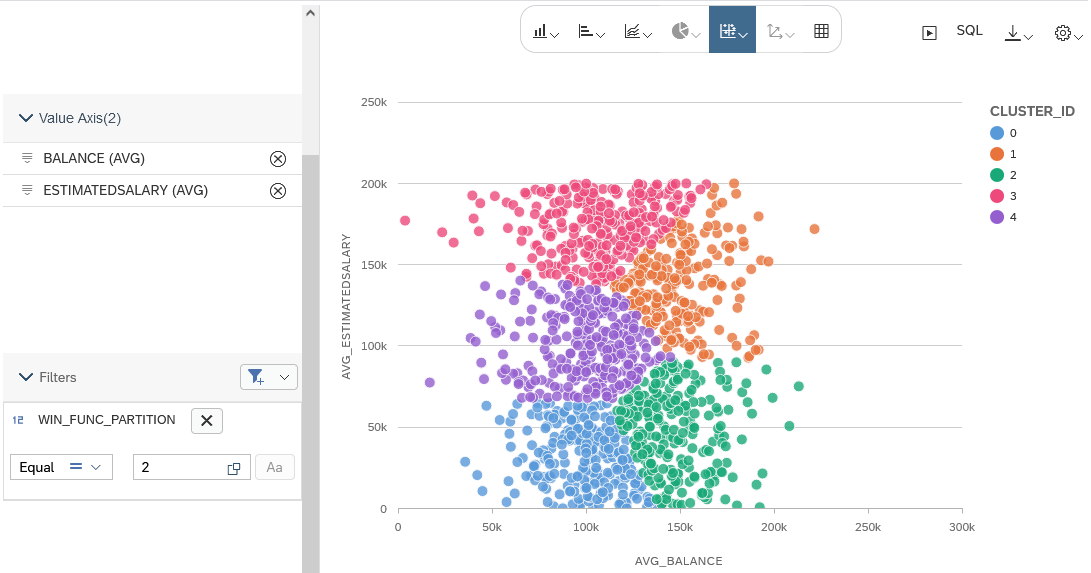 SQL
Value Axis(2)
BALANCE (AVG)
ESTIMATEDSALARY (AVG)
Filters
12 WIN_FUNC_PARTITION
Equal = 2 Aa
250k
200k
150k
100k
50k
0
AVG_ESTIMATEDSALARY
0 50k 100k 150k 200k 250k 300k
AVG_BALANCE
CLUSTER_ID
0
1
2
3
4